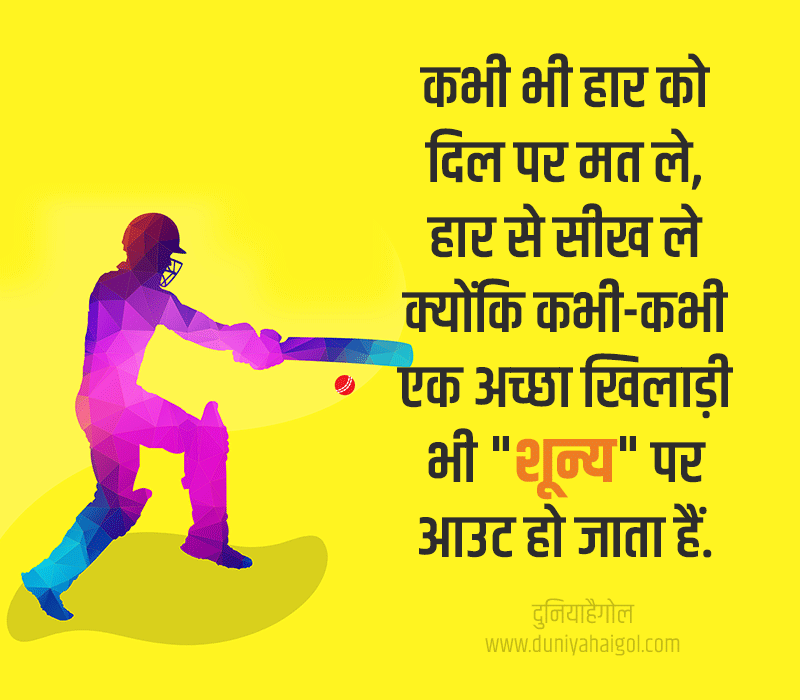 कभी भी हार को
दिल पर मत ले,
हार से सीख ले
क्योंकि कभी-कभी
एक अच्छा खिलाड़ी
भी "शून्य" पर
आउट हो जाता हैं.
दुनियाहैगोल
www.duniyahaigol.com